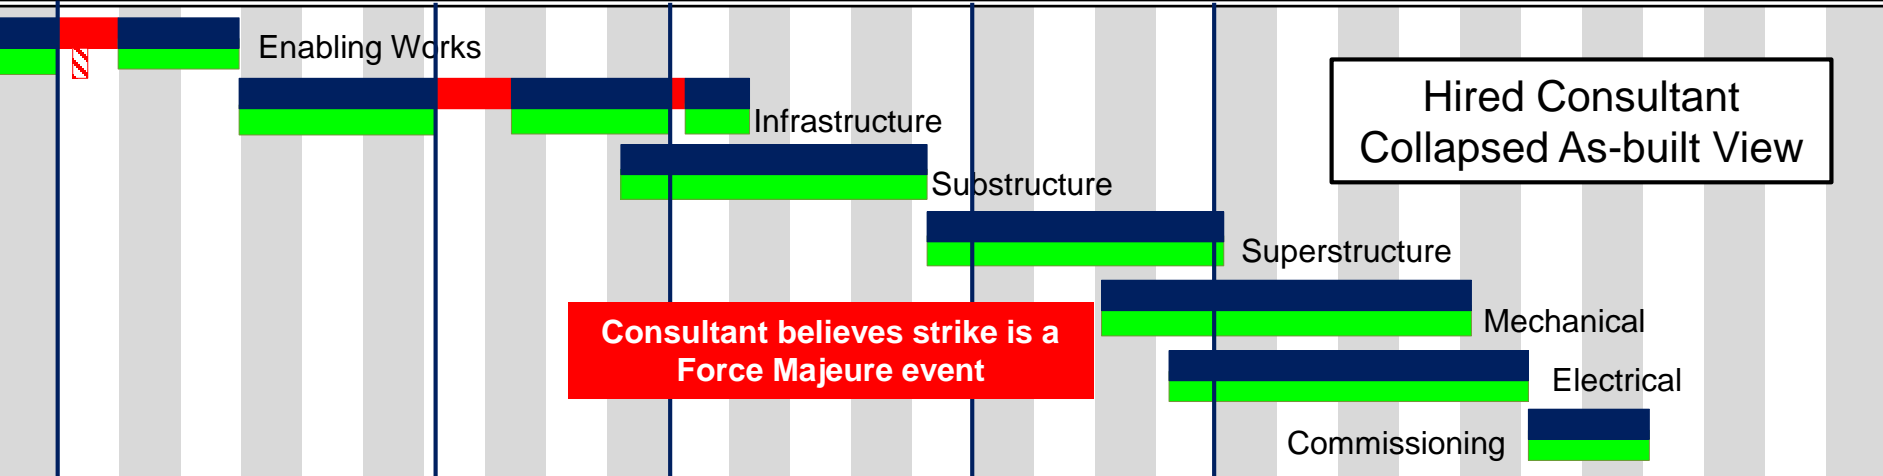 Enabling Works
Hired Consultant
Collapsed As-built View
Infrastructure
Substructure
Superstructure
Consultant believes strike is a
Force Majeure event
Mechanical
Electrical
Commissioning